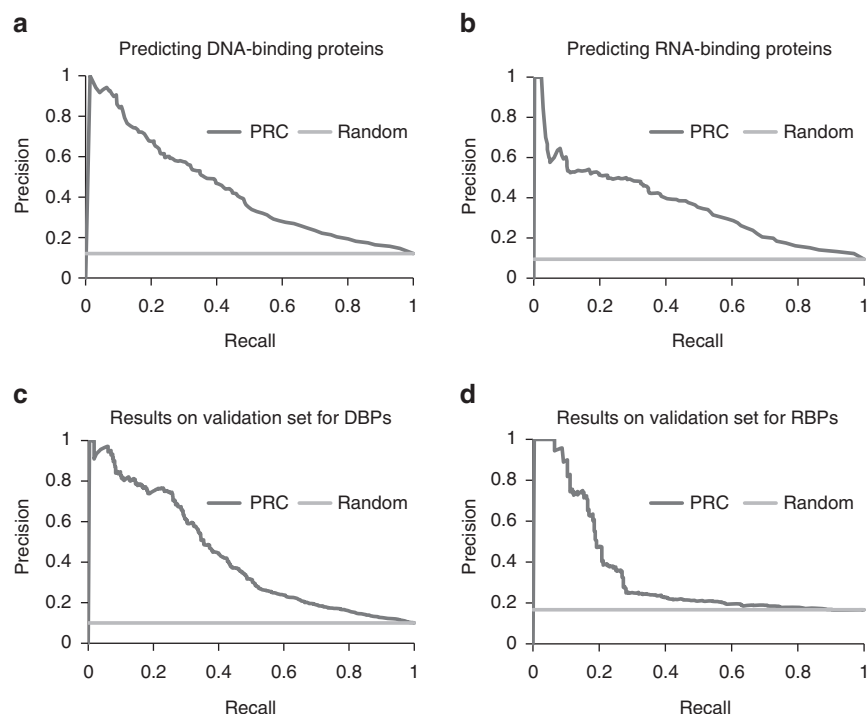 a
Predicting DNA-binding proteins
1
0.8
0.6
0.4
0.2
0
Precision
PRC Random
0 0.2 0.4 0.6 0.8 1
Recall
b
Predicting RNA-binding proteins
1
0.8
0.6
0.4
0.2
0
Precision
PRC Random
0 0.2 0.4 0.6 0.8 1
Recall
c
Results on validation set for DBPs
1
0.8
0.6
0.4
0.2
0
Precision
PRC Random
0 0.2 0.4 0.6 0.8 1
Recall
d
Results on validation set for RBPs
1
0.8
0.6
0.4
0.2
0
Precision
PRC Random
0 0.2 0.4 0.6 0.8 1
Recall